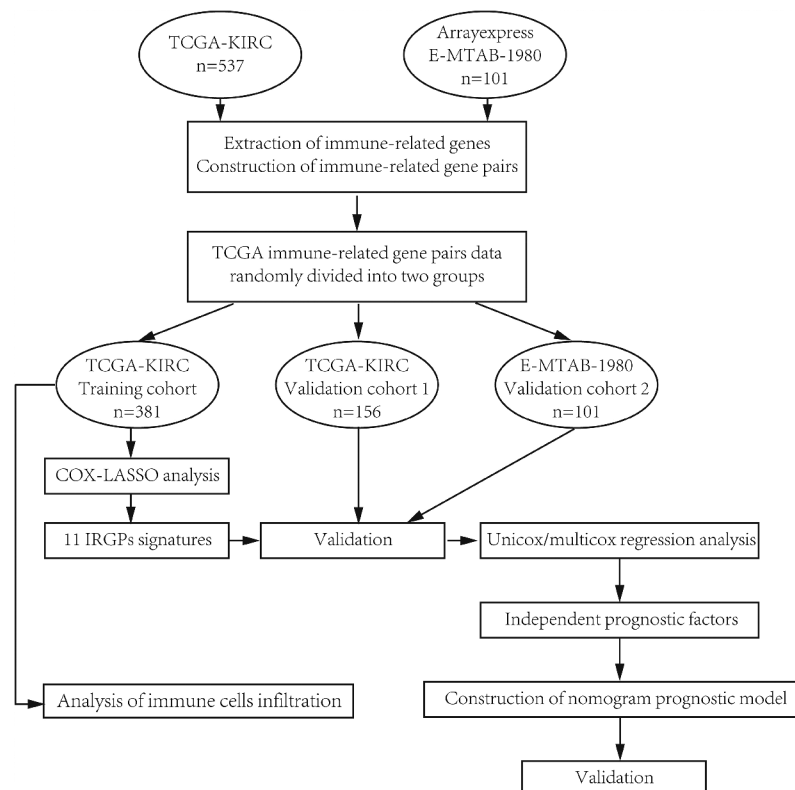 TCGA-KIRC
n=537
Arrayexpress
E-MTAB-1980
n=101
Extraction of immune-related genes
Construction of immune-related gene pairs
TCGA immune-related gene pairs data
randomly divided into two groups
TCGA-KIRC
Training cohort
n=381
TCGA-KIRC
Validation cohort 1
n=156
E-MTAB-1980
Validation cohort 2
n=101
COX-LASSO analysis
11 IRGPs signatures
Validation
Unicox/multicox regression analysis
Independent prognostic factors
Analysis of immune cells infiltration
Construction of nomogram prognostic model
Validation